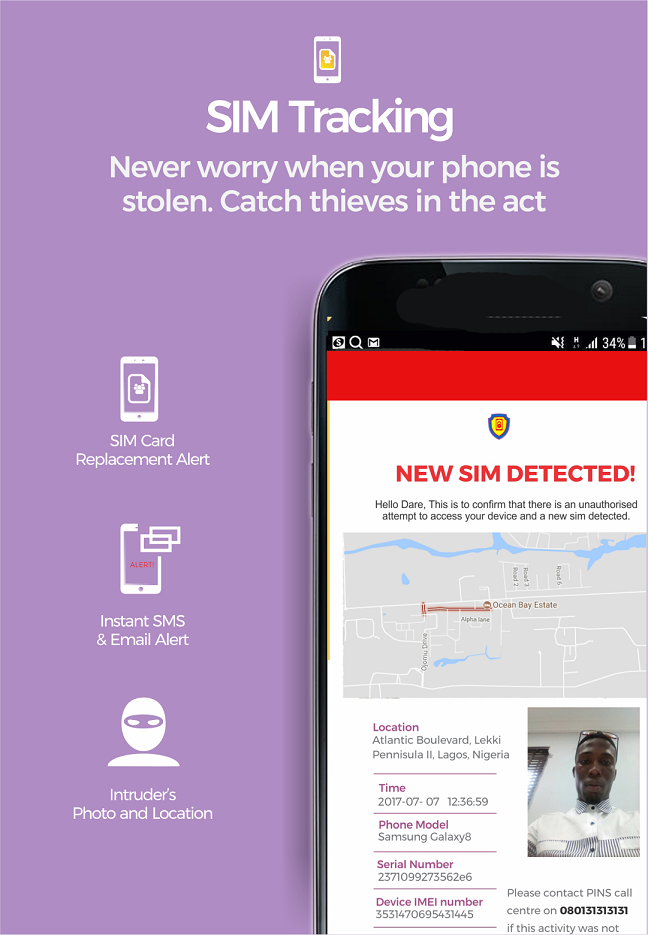 SIM Tracking
Never worry when your phone is
stolen. Catch thieves in the act
SIM Card
Replacement Alert
ALERT!
Instant SMS
& Email Alert
Intruder's
Photo and Location
H
34%
1
NEW SIM DETECTED!
Hello Dare, This is to confirm that there is an unauthorised
attempt to access your device and a new sim detected.
Road 2
Road 3
Road 6
Ocean Bay Estate
Alpha lane
Ojomu Drive
Location
Atlantic Boulevard, Lekki
Pennisula II, Lagos, Nigeria
Time
2017-07- 07 12:36:59
Phone Model
Samsung Galaxy8
Serial Number
2371099273562e6
Device IMEI number
3531470695431445
Please contact PINS call
centre on 080131313131
if this activity was not